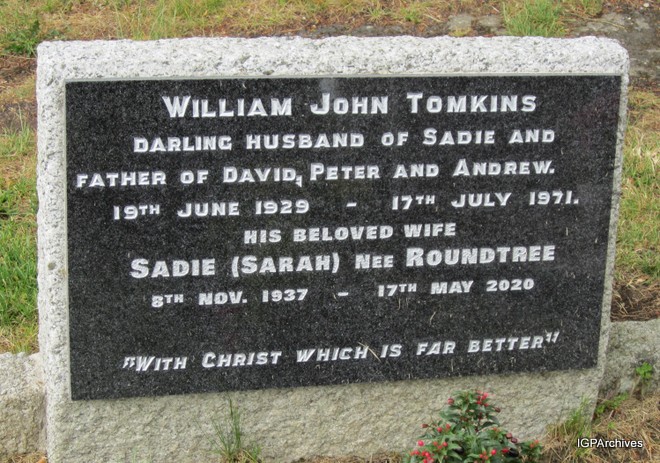 WILLIAM JOHN TOMKINS
DARLING HUSBAND OF SADIE AND
FATHER OF DAVID, PETER AND ANDREW.
19TH JUNE 1929 - 17TH JULY 1971.
HIS BELOVED WIFE
SADIE (SARAH) NEE ROUNDTREE
8TH NOV. 1937 - 17TH MAY 2020
"WITH CHRIST WHICH IS FAR BETTER"
IGPArchives